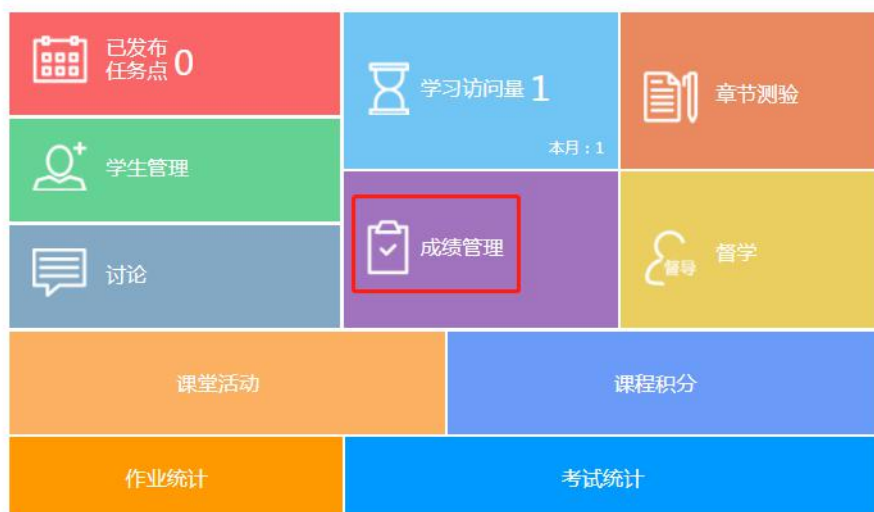 已发布
任务点 0
学习访问量 1
本月：1
章节测验
学生管理
讨论
成绩管理
督导
督学
课堂活动
课程积分
作业统计
考试统计